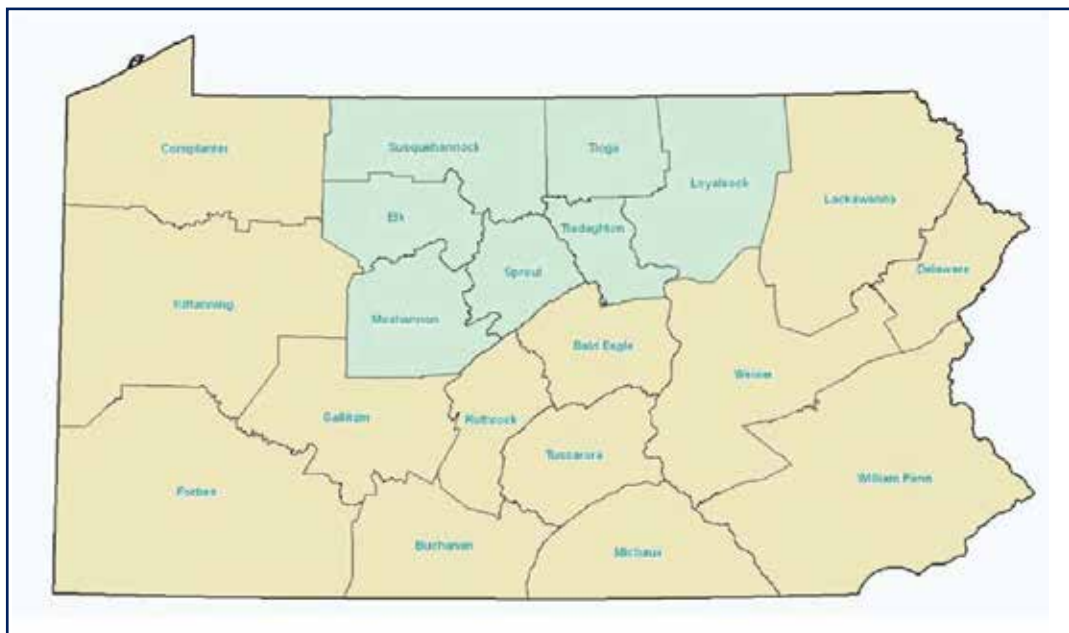 Cornplanter
Susquehannock
Tioga
Loyalsock
Lackawanna
Elk
Tiadaghton
Sproul
Delaware
Kittanning
Moshannon
Bald Eagle
Weiser
Gallitzin
Rothrock
Tuscarora
William Penn
Forbes
Buchanan
Michaux